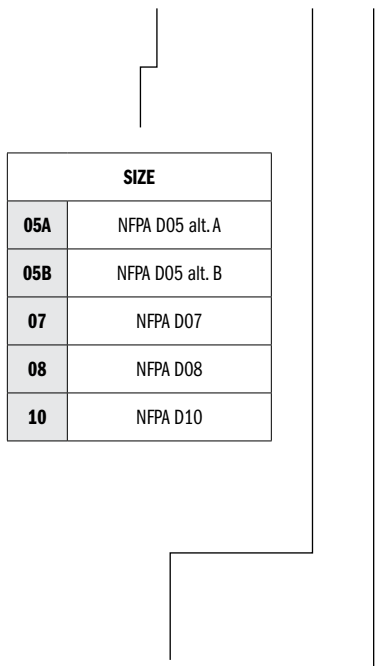 SIZE
05A NFPA D05 alt. A
05B NFPA D05 alt. B
07 NFPA D07
08 NFPA D08
10 NFPA D10